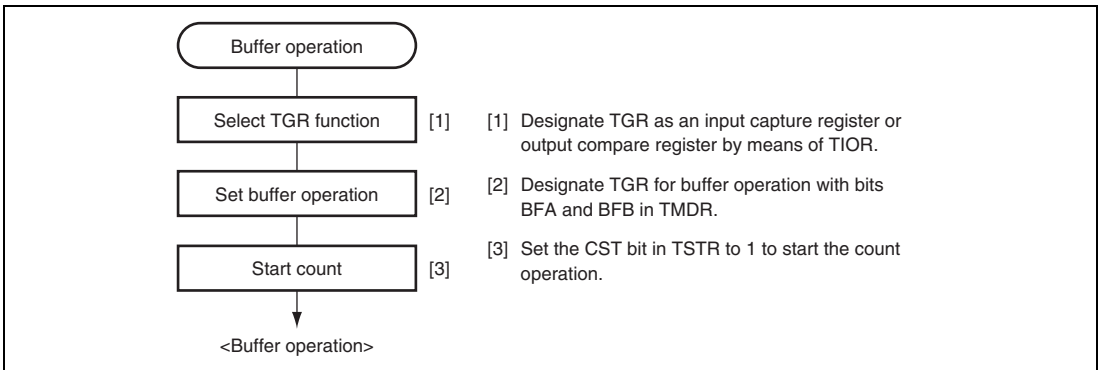 Buffer operation
Select TGR function [1]
Set buffer operation [2]
Start count [3]
<Buffer operation>
[1] Designate TGR as an input capture register or
output compare register by means of TIOR.
[2] Designate TGR for buffer operation with bits
BFA and BFB in TMDR.
[3] Set the CST bit in TSTR to 1 to start the count
operation.